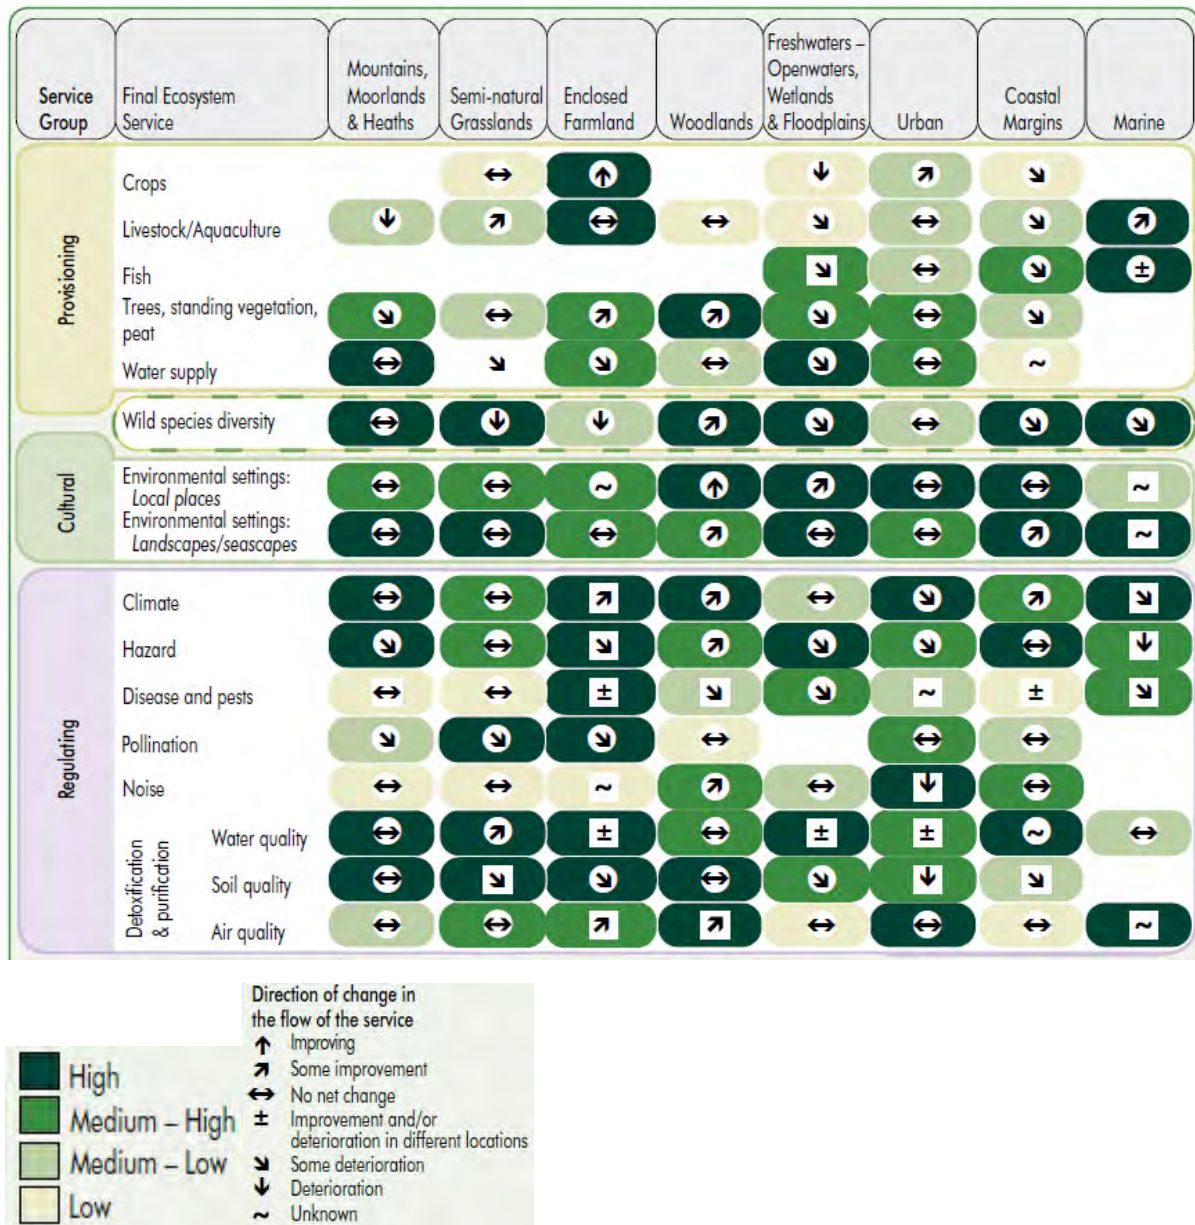 Service
Group
Final Ecosystem
Service
Mountains,
Moorlands
& Heaths
Semi-natural
Grasslands
Enclosed
Farmland
Woodlands
Freshwaters –
Openwaters,
Wetlands
& Floodplains
Urban
Coastal
Margins
Marine
Provisioning
Crops
↔ ↑ ↓ ↗ ↘
Livestock/Aquaculture
↓ ↗ ↔ ↔ ↘ ↔ ↘ ↗
Fish
↘ ↔ ↘ ±
Trees, standing vegetation,
peat
↘ ↔ ↗ ↗ ↘ ↔ ↘
Water supply
↔ ↘ ↘ ↔ ↘ ↔ ~
Wild species diversity
↔ ↓ ↓ ↗ ↘ ↔ ↘ ↘
Cultural
Environmental settings:
Local places
↔ ↔ ~ ↑ ↗ ↔ ↔ ~
Environmental settings:
Landscapes/seascapes
↔ ↔ ↔ ↗ ↔ ↔ ↗ ~
Regulating
Climate
↔ ↔ ↗ ↗ ↔ ↘ ↗ ↘
Hazard
↘ ↔ ↘ ↗ ↘ ↘ ↔ ↓
Disease and pests
↔ ↔ ± ↘ ↘ ~ ± ↘
Pollination
↘ ↘ ↘ ↔ ↔ ↔
Noise
↔ ↔ ~ ↗ ↔ ↓ ↔
Detoxification
& purification
Water quality
↔ ↗ ± ↔ ± ± ~ ↔
Soil quality
↔ ↘ ↘ ↔ ↘ ↓ ↘
Air quality
↔ ↔ ↗ ↗ ↔ ↔ ↔ ~
High
Medium – High
Medium – Low
Low
Direction of change in
the flow of the service
↑ Improving
↗ Some improvement
↔ No net change
± Improvement and/or
deterioration in different locations
↘ Some deterioration
↓ Deterioration
~ Unknown